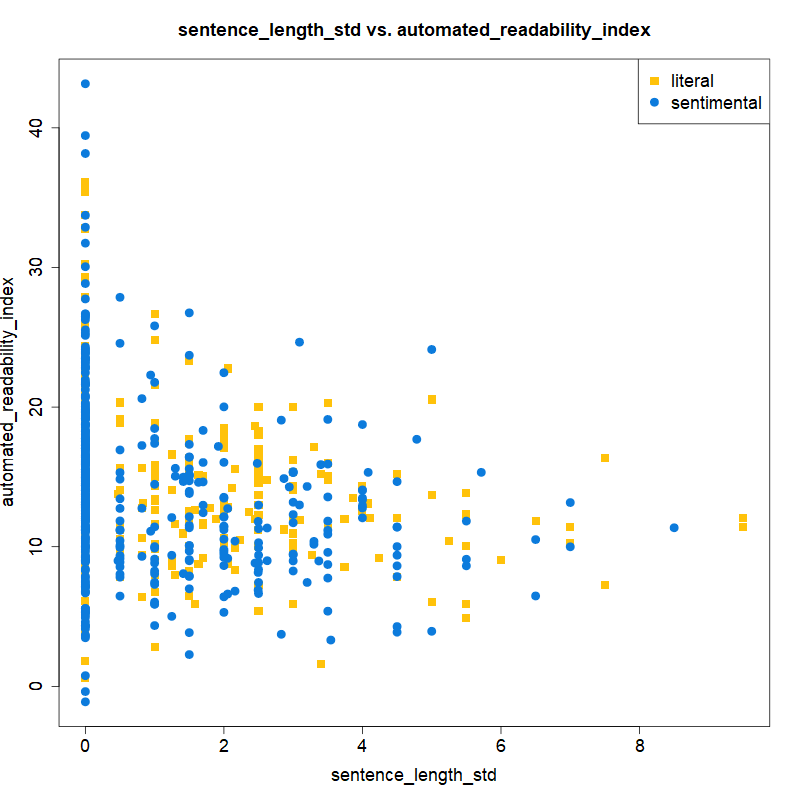 sentence_length_std vs. automated_readability_index
literal
sentimental
automated_readability_index
40
30
20
10
0
0 2 4 6 8
sentence_length_std